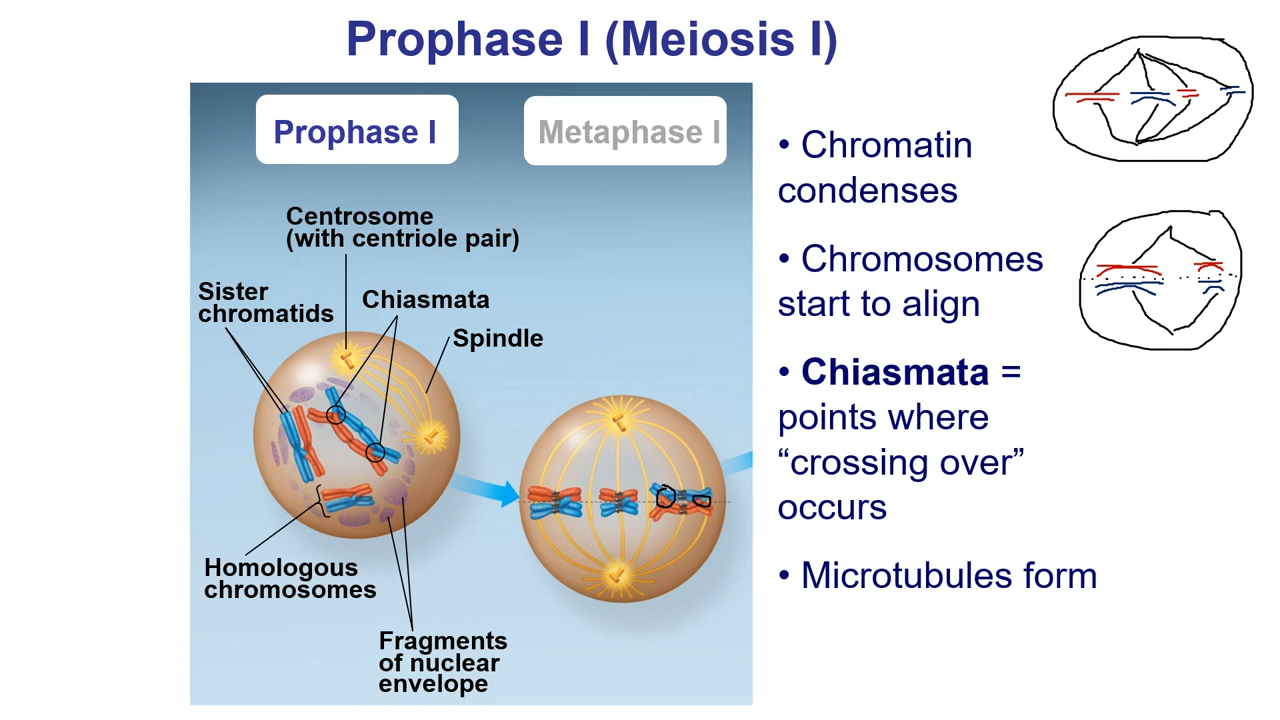 Prophase I (Meiosis I)
Prophase I
Metaphase I
Centrosome
(with centriole pair)
Sister
chromatids
Chiasmata
Spindle
Homologous
chromosomes
Fragments
of nuclear
envelope
• Chromatin
condenses
• Chromosomes
start to align
• Chiasmata =
points where
“crossing over”
occurs
• Microtubules form